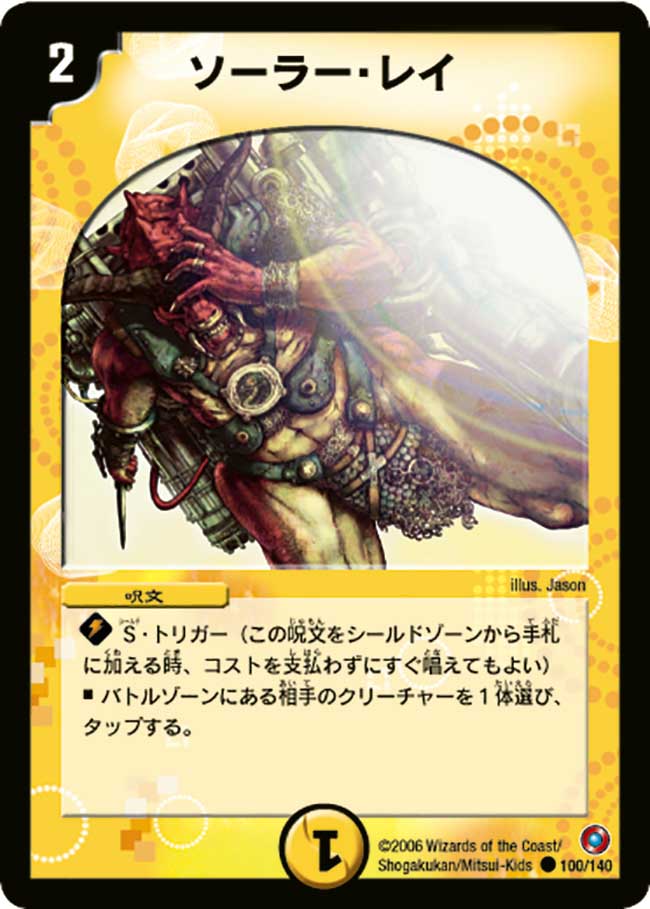 2
ソーラー・レイ
illus. Jason
呪文
S・トリガー（この呪文をシールドゾーンから手札
に加える時、コストを支払わずにすぐ唱えてもよい）
■ バトルゾーンにある相手のクリーチャーを１体選び、
タップする。
1
©2006 Wizards of the Coast/
Shogakukan/Mitsui-Kids ● 100/140